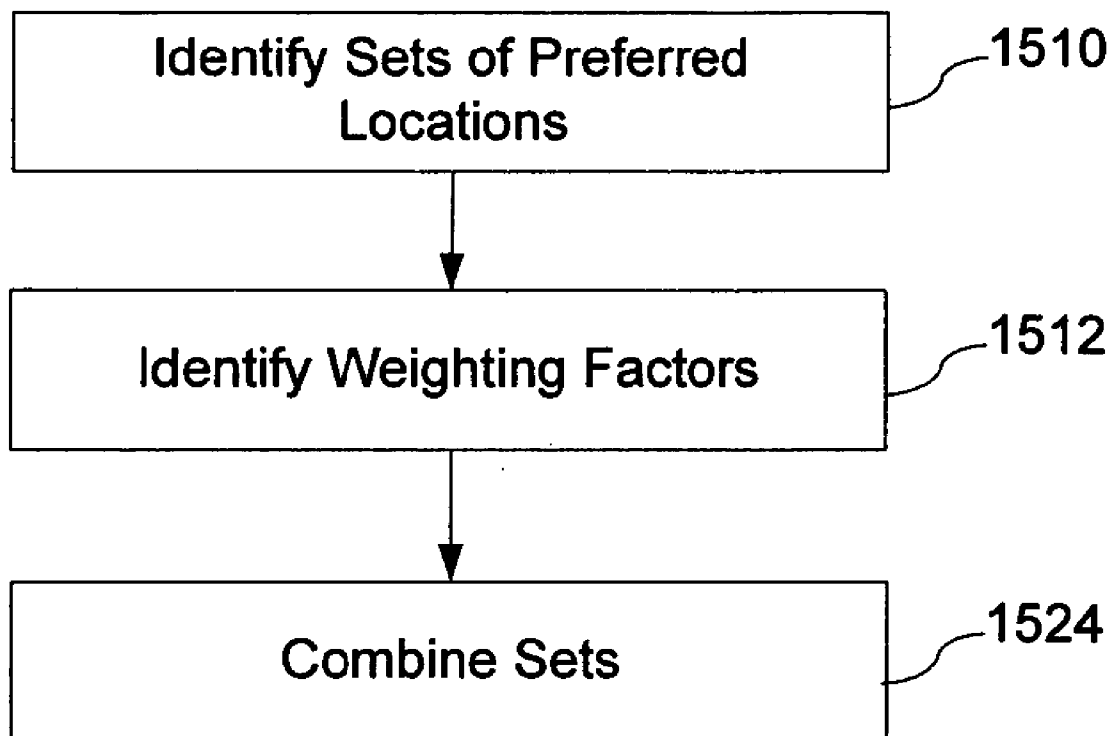 Identify Sets of Preferred
Locations
1510
Identify Weighting Factors
1512
Combine Sets
1524